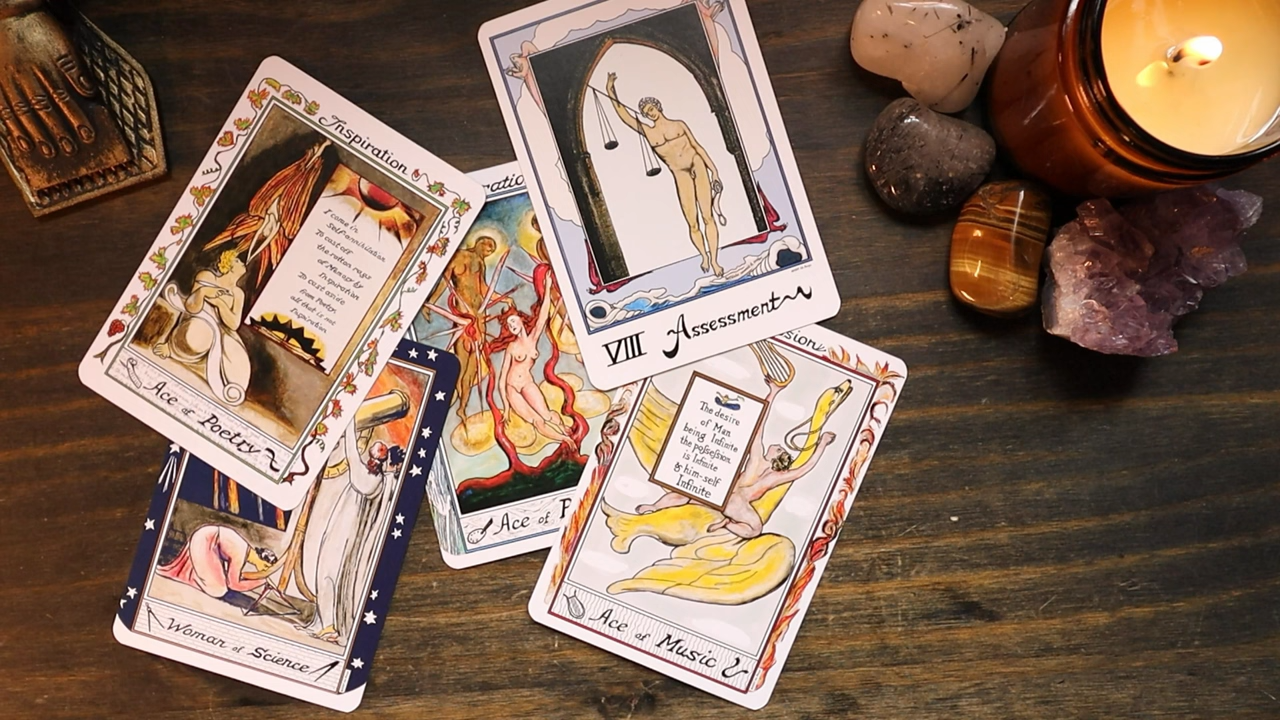 Inspiration
I come in
Self-annihilation
To cast off
the rotten rags
of Memory by
Inspiration
To cast aside
from Poetry
all that is not
Inspiration
Ace of Poetry
Woman of Science
Ace of
VIII Assessment
The desire
of Man
being Infinite
the possession
is Infinite
& him-self
Infinite
Ace of Music